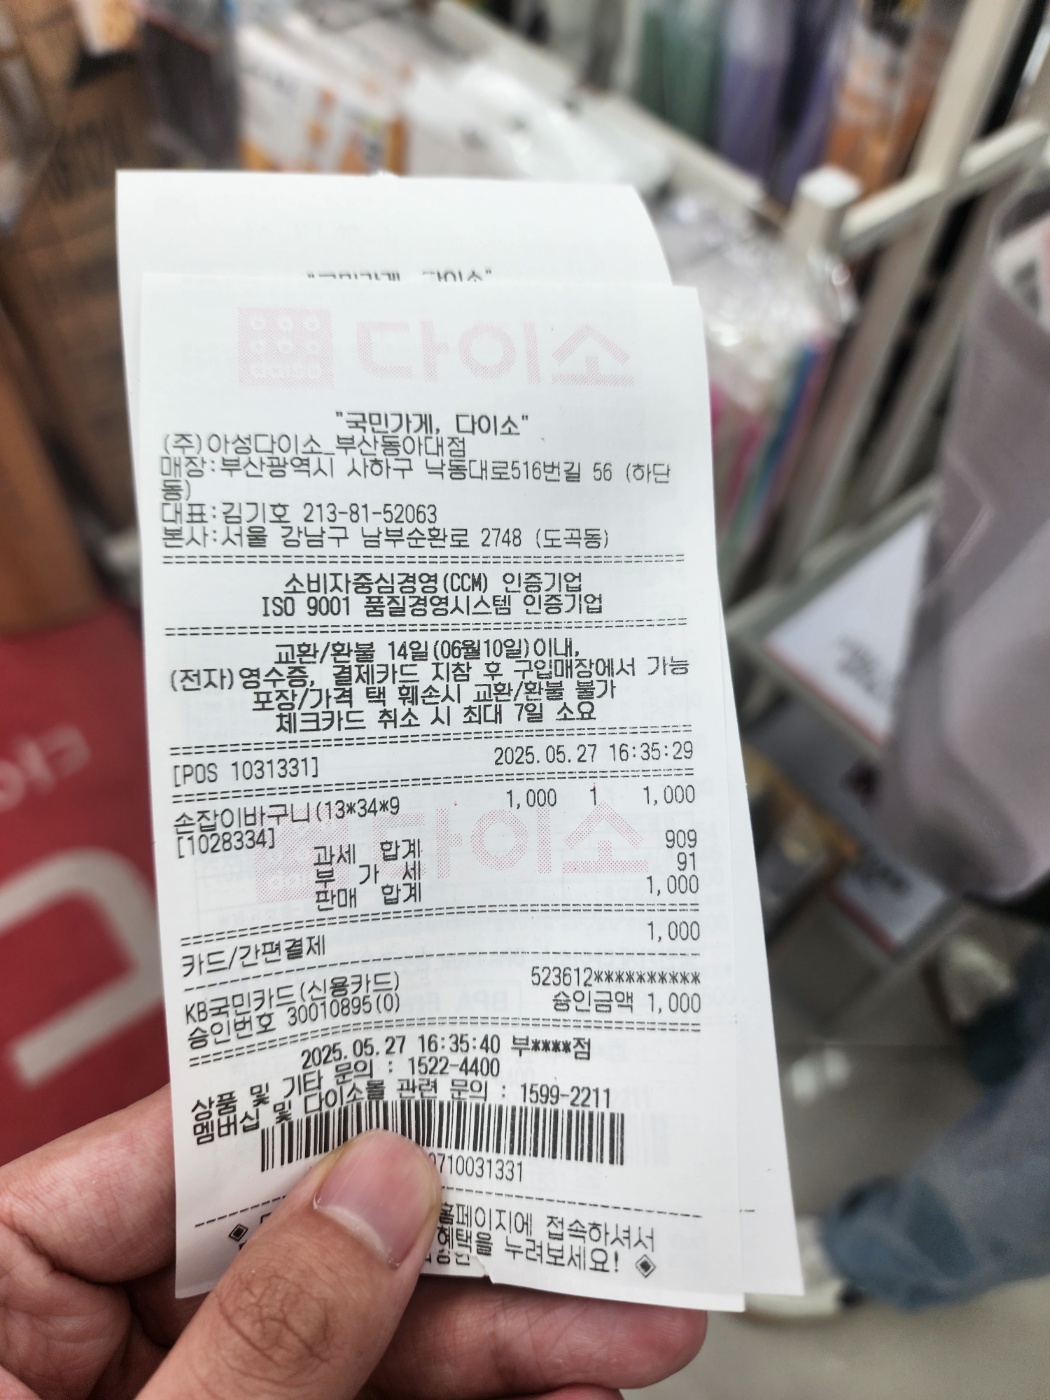 "국민가게, 다이소"
다이소
"국민가게, 다이소"
(주)아성다이소_부산동아대점
매장:부산광역시 사하구 낙동대로516번길 56 (하단
동)
대표:김기호 213-81-52063
본사:서울 강남구 남부순환로 2748 (도곡동)
소비자중심경영(CCM) 인증기업
ISO 9001 품질경영시스템 인증기업
교환/환불 14일(06월10일)이내,
(전자)영수증, 결제카드 지참 후 구입매장에서 가능
포장/가격 택 훼손시 교환/환불 불가
체크카드 취소 시 최대 7일 소요
[POS 1031331] 2025.05.27 16:35:29
손잡이바구니(13*34*9 1,000 1 1,000
[1028334]
과세 합계 909
부 가 세 91
판매 합계 1,000
카드/간편결제 1,000
KB국민카드(신용카드) 523612**********
승인번호 30010895(0) 승인금액 1,000
2025.05.27 16:35:40 부****점
상품 및 기타 문의 : 1522-4400
멤버십 및 다이소몰 관련 문의 : 1599-2211
0710031331
홈페이지에 접속하셔서
혜택을 누려보세요!